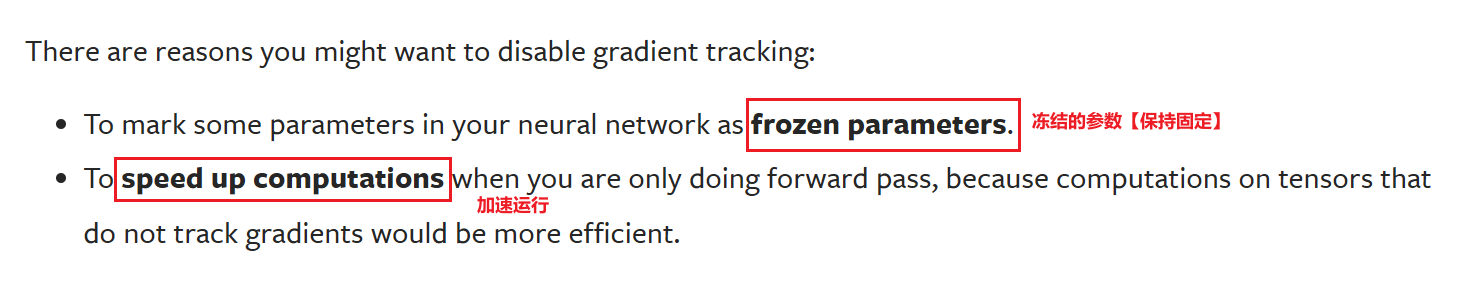 There are reasons you might want to disable gradient tracking:
To mark some parameters in your neural network as frozen parameters. 冻结的参数【保持固定】
To speed up computations when you are only doing forward pass, because computations on tensors that
加速运行
do not track gradients would be more efficient.